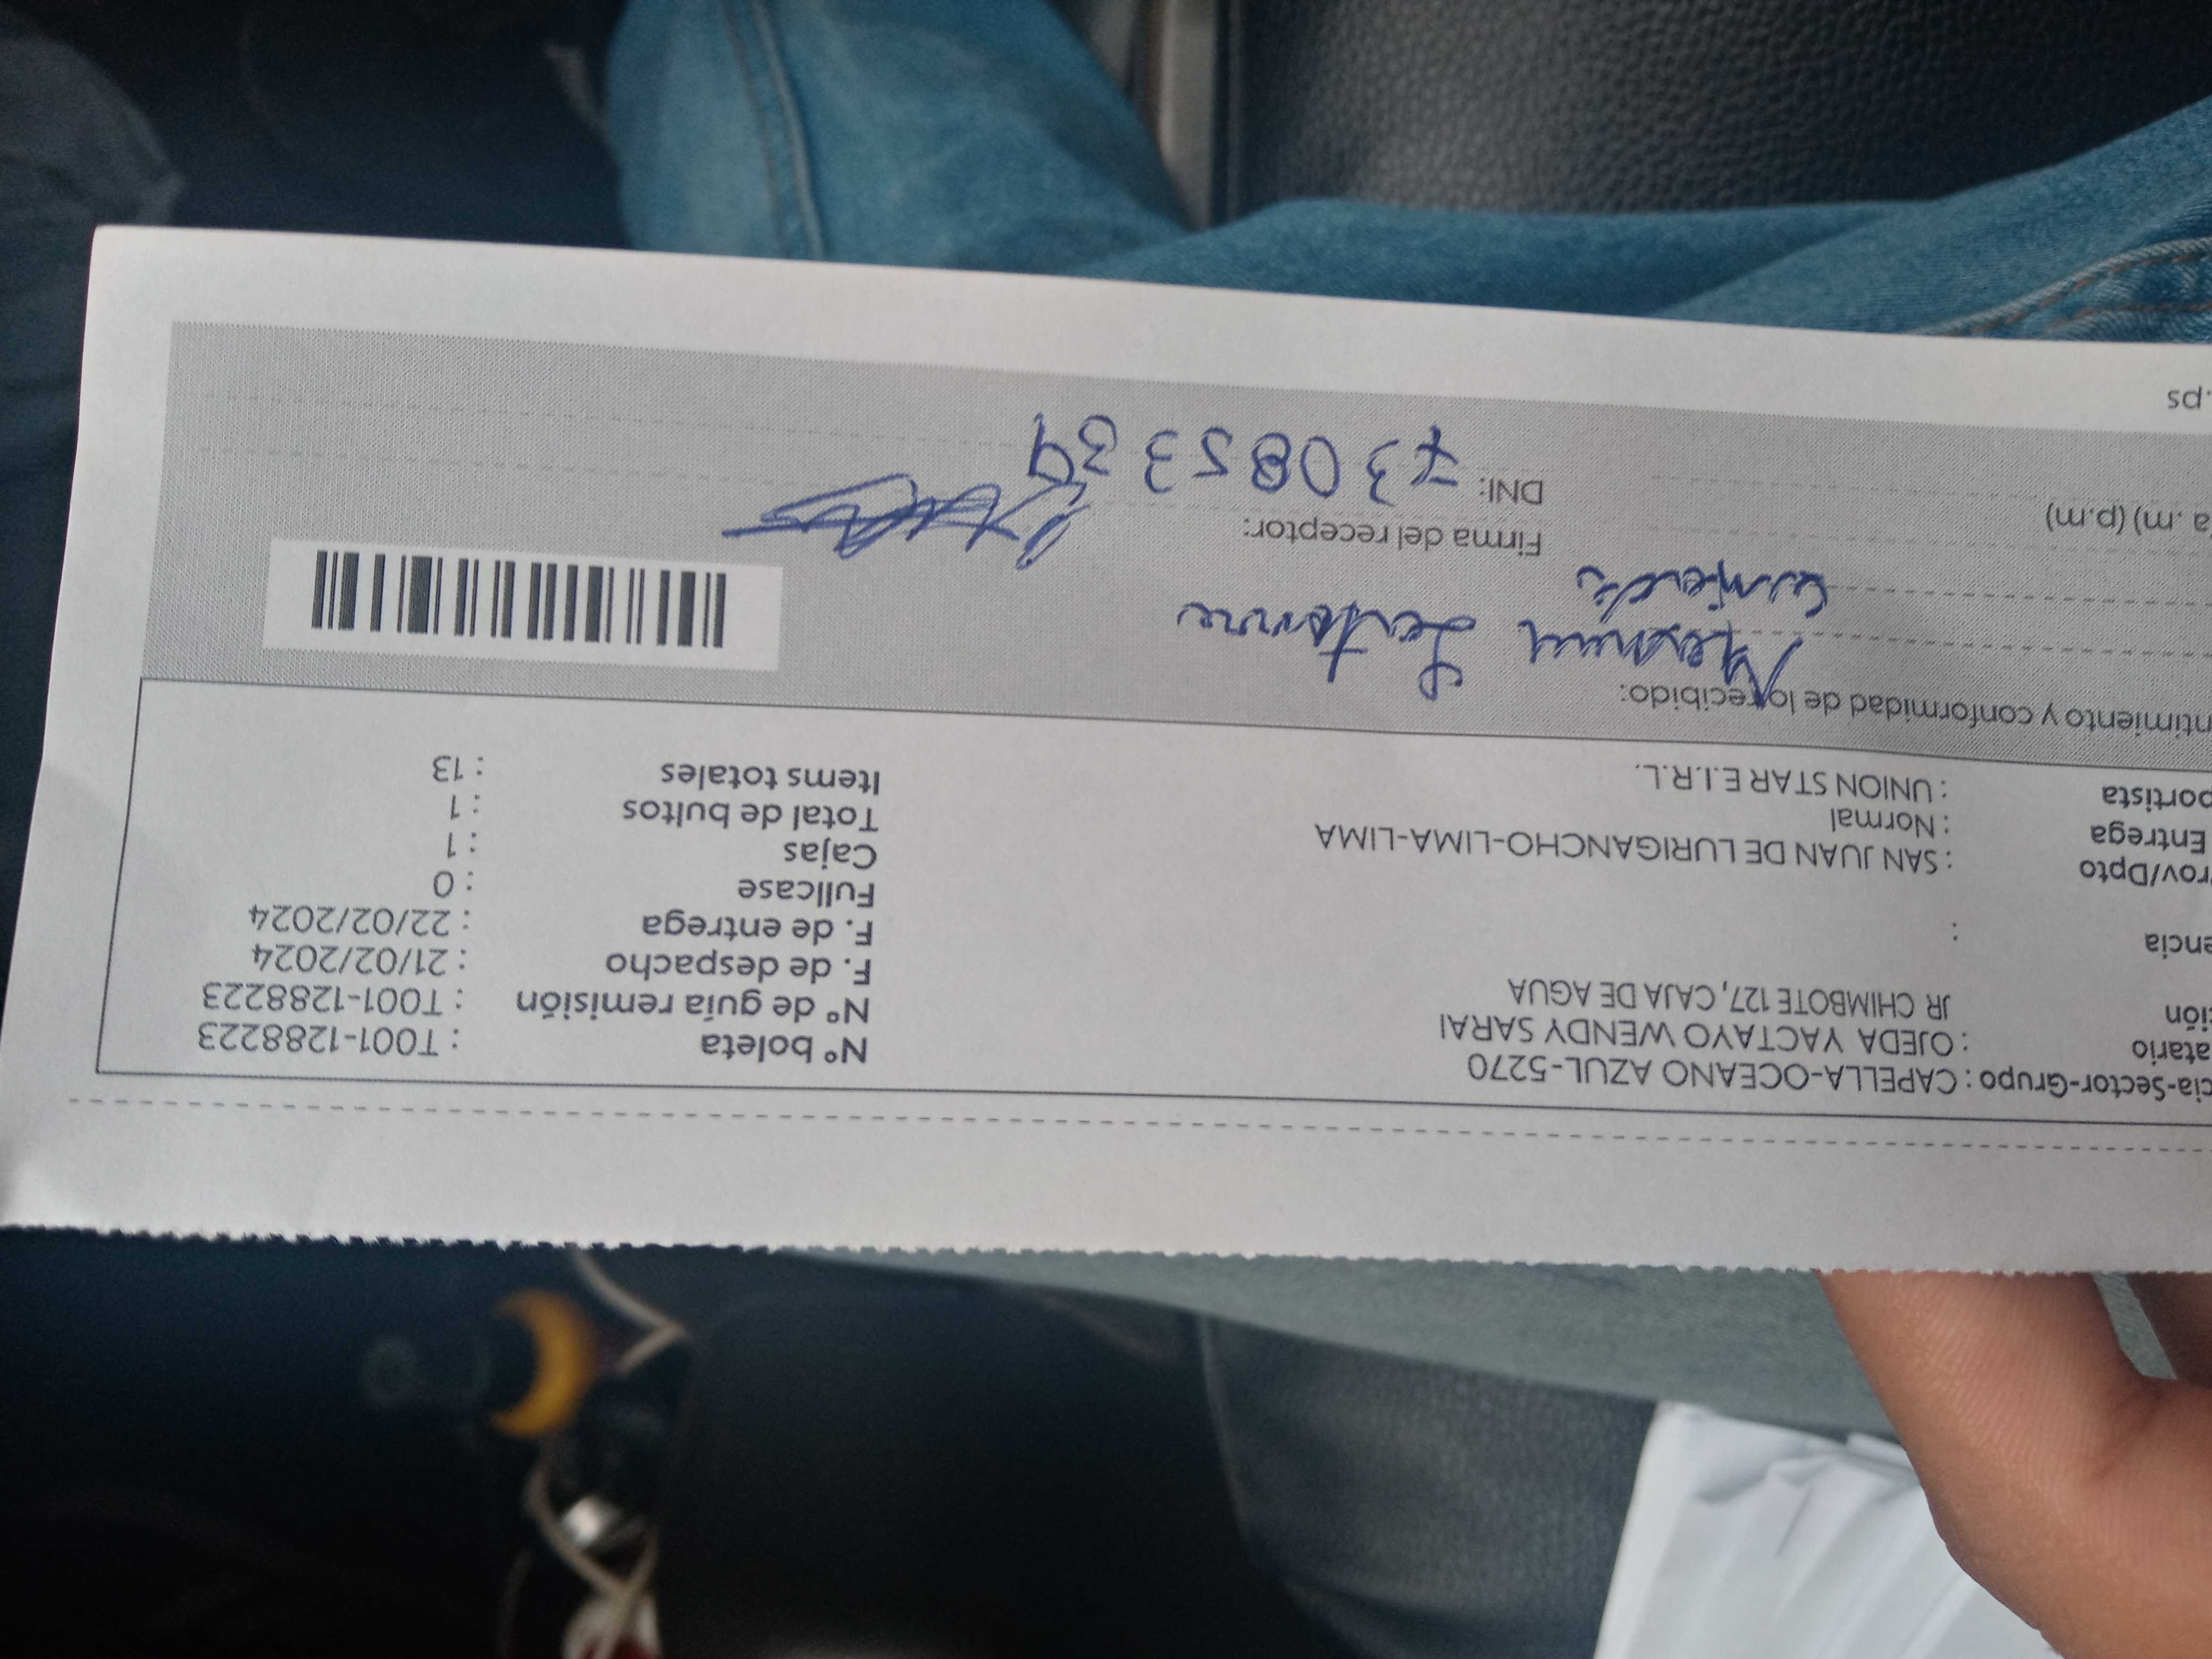 cia-Sector-Grupo : CAPELLA-OCEANO AZUL-5270
atario : OJEDA YACTAYO WENDY SARAI
ción JR CHIMBOTE 127, CAJA DE AGUA
encia :
rov/Dpto : SAN JUAN DE LURIGANCHO-LIMA-LIMA
Entrega : Normal
portista : UNION STAR E.I.R.L.
N° boleta : T001-1288223
N° de guía remisión : T001-1288223
F. de despacho : 21/02/2024
F. de entrega : 22/02/2024
Fullcase : 0
Cajas : 1
Total de bultos : 1
Items totales : 13
ntimiento y conformidad de lo recibido:
Latorre
Firma del receptor:
a .m) (p.m)
DNI: 73085339
.ps